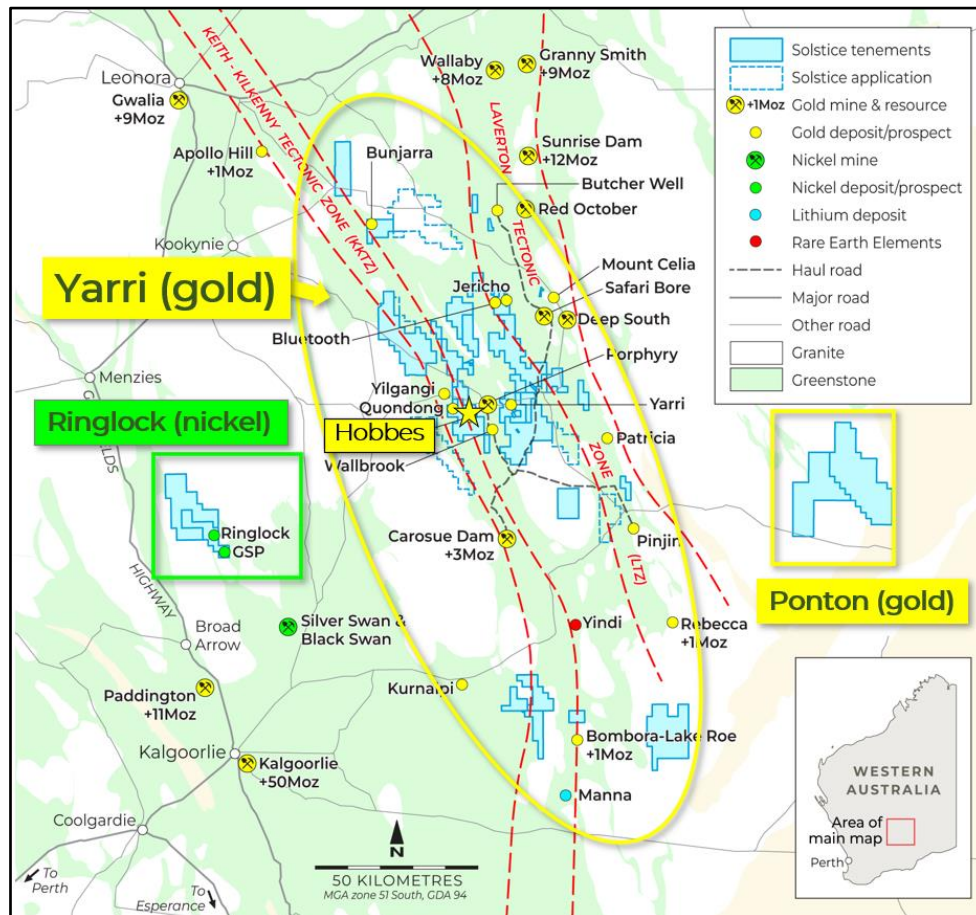 Leonora
Gwalia
+9Moz
Apollo Hill
+1Moz
KEITH - KILKENNY TECTONIC ZONE (KKTZ)
Wallaby
+8Moz
Granny Smith
+9Moz
LAVERTON
TECTONIC
ZONE
(LTZ)
Sunrise Dam
+12Moz
Bunjarra
Butcher Well
Red October
Kookynie
Yarri (gold)
Jericho
Mount Celia
Safari Bore
Bluetooth
Deep South
Menzies
Porphyry
Yilgangi
Quondong
Yarri
Hobbes
Wallbrook
Patricia
Ringlock (nickel)
Ringlock
GSP
Carosue Dam
+3Moz
Pinjin
Ponton (gold)
HIGHWAY
Silver Swan &
Black Swan
Yindi
Rebecca
+1Moz
Broad
Arrow
Paddington
+11Moz
Kurnalpi
Kalgoorlie
Kalgoorlie
+50Moz
Bombora-Lake Roe
+1Moz
Manna
Coolgardie
To
Perth
To
Esperance
N
50 KILOMETRES
MGA zone 51 South, GDA 94
Solstice tenements
Solstice application
+1Moz Gold mine & resource
Gold deposit/prospect
Nickel mine
Nickel deposit/prospect
Lithium deposit
Rare Earth Elements
Haul road
Major road
Other road
Granite
Greenstone
WESTERN
AUSTRALIA
Area of
main map
Perth